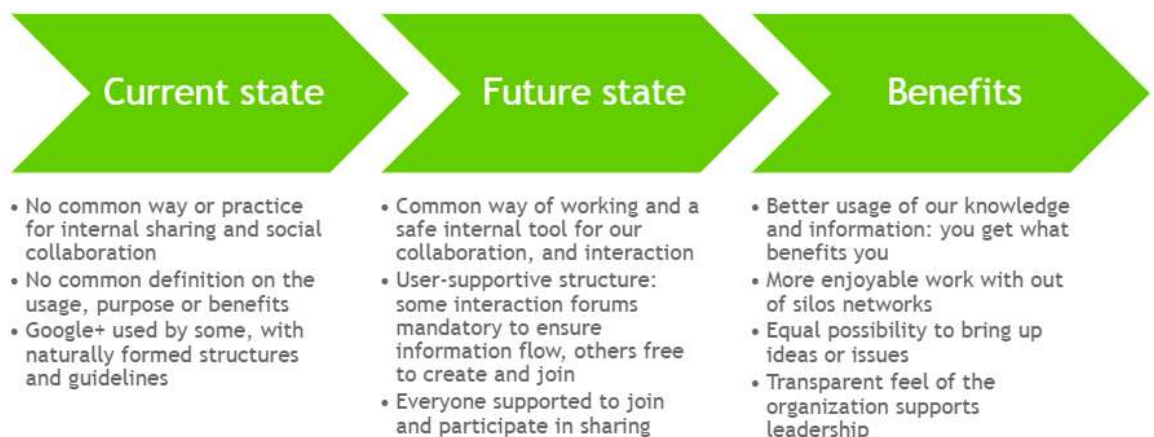 Current state
Future state
Benefits
• No common way or practice
for internal sharing and social
collaboration
• No common definition on the
usage, purpose or benefits
• Google+ used by some, with
naturally formed structures
and guidelines
• Common way of working and a
safe internal tool for our
collaboration, and interaction
• User-supportive structure:
some interaction forums
mandatory to ensure
information flow, others free
to create and join
• Everyone supported to join
and participate in sharing
• Better usage of our knowledge
and information: you get what
benefits you
• More enjoyable work with out
of silos networks
• Equal possibility to bring up
ideas or issues
• Transparent feel of the
organization supports
leadership